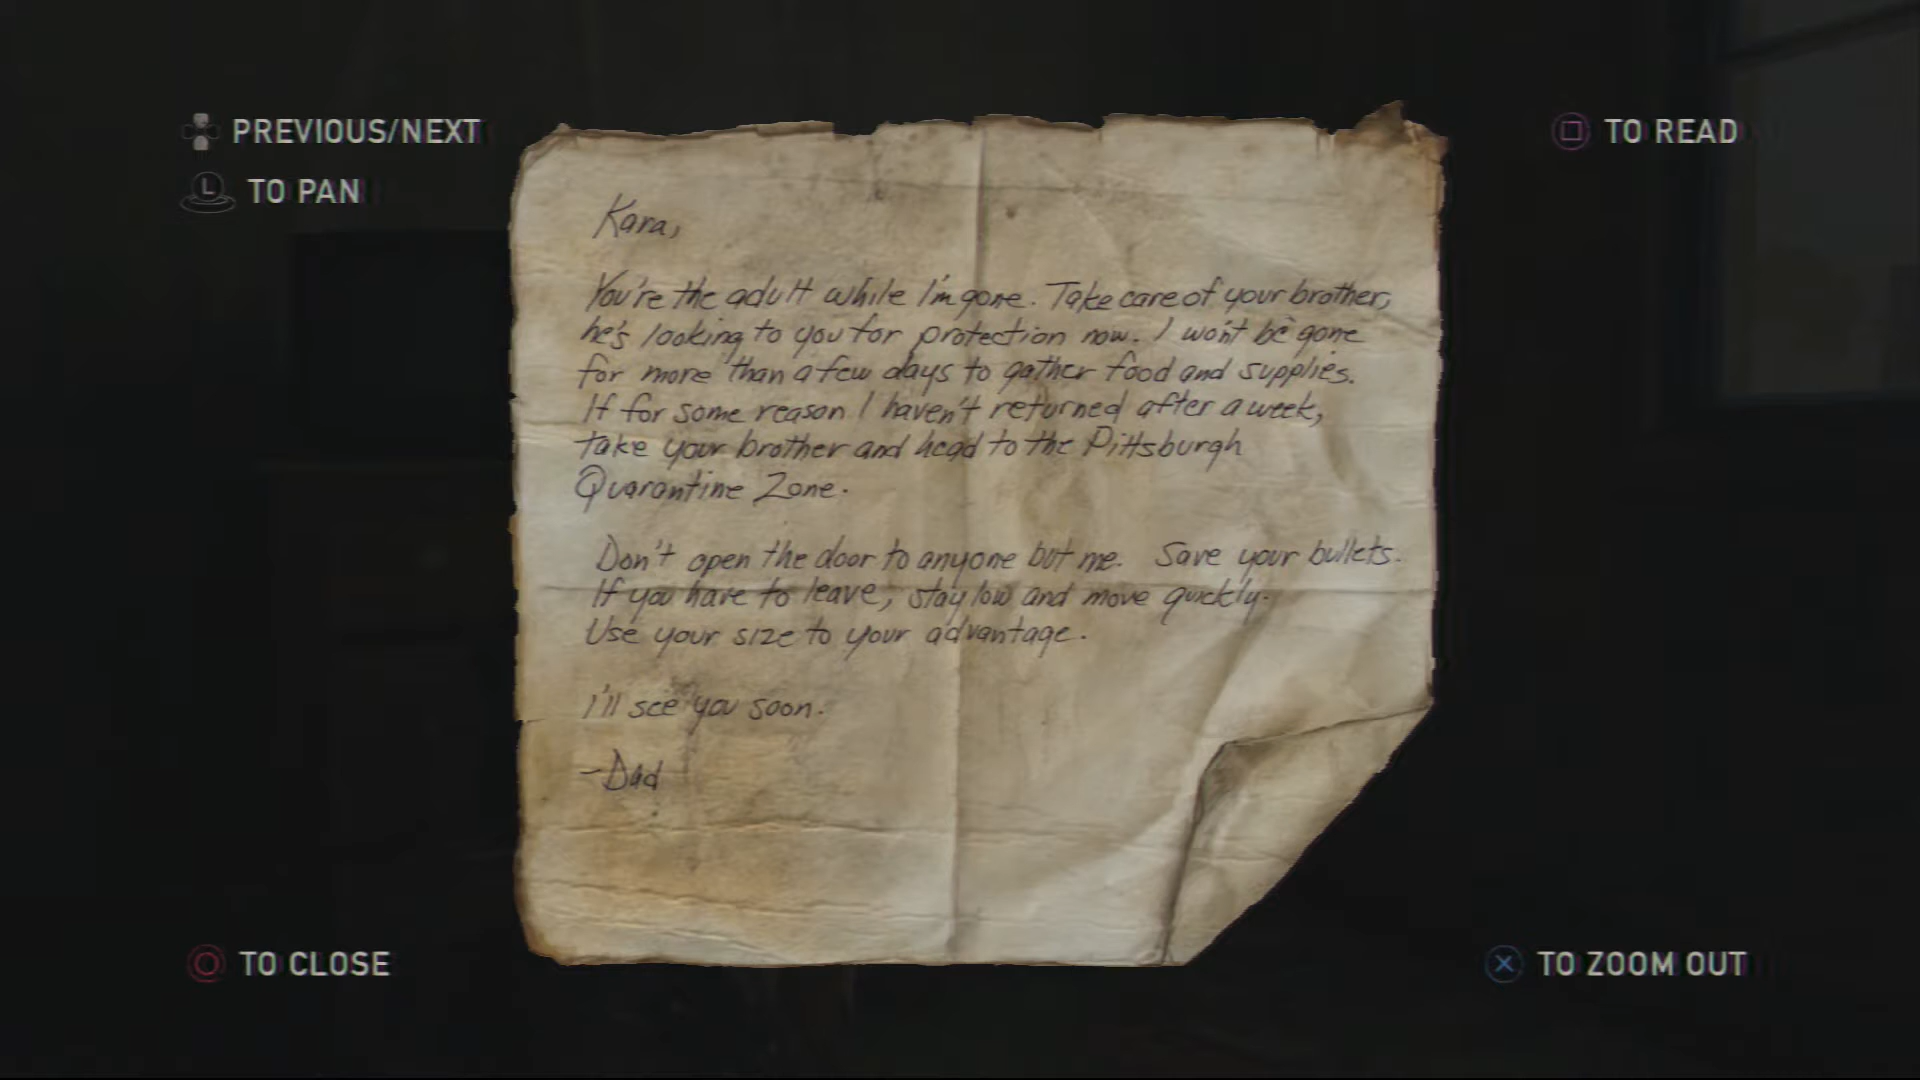 PREVIOUS/NEXT
L TO PAN
TO READ
Kara,
You're the adult while I'm gone. Take care of your brother,
he's looking to you for protection now. I won't be gone
for more than a few days to gather food and supplies.
If for some reason I haven't returned after a week,
take your brother and head to the Pittsburgh
Quarantine Zone.
Don't open the door to anyone but me. Save your bullets.
If you have to leave, stay low and move quickly.
Use your size to your advantage.
I'll see you soon.
-Dad
TO CLOSE
TO ZOOM OUT